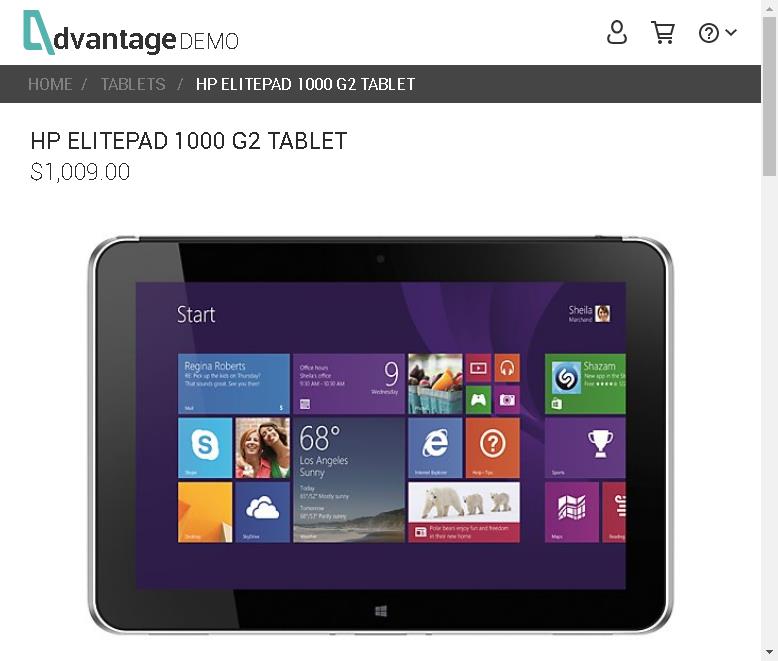 dvantage DEMO
HOME / TABLETS / HP ELITEPAD 1000 G2 TABLET
HP ELITEPAD 1000 G2 TABLET
$1,009.00
Start
Sheila
Marchand
Regina Roberts
RE: Pick up the kids on Thursday?
That sounds great. See you then!
Mail
Office hours
Sheila's office
9:30 AM - 10:30 AM
9
Wednesday
Photos
Shazam
New app in the St
Free
Skype
68°
Los Angeles
Sunny
Today
65°/52° Mostly sunny
Tomorrow
68°/53° Partly sunny
Weather
Internet Explorer
Help+Tips
Sports
Desktop
SkyDrive
Polar bears enjoy fun and freedom
in their new home
Maps
Reading